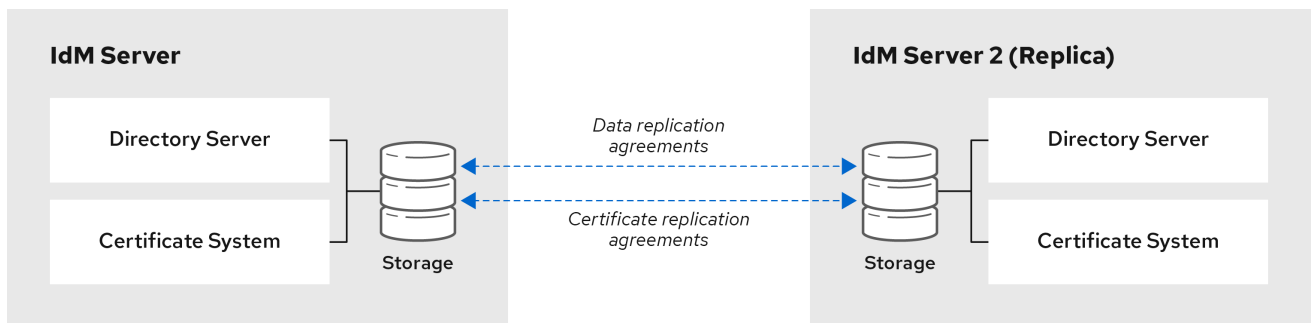 IdM Server
Directory Server
Certificate System
Storage
Data replication
agreements
Certificate replication
agreements
IdM Server 2 (Replica)
Storage
Directory Server
Certificate System